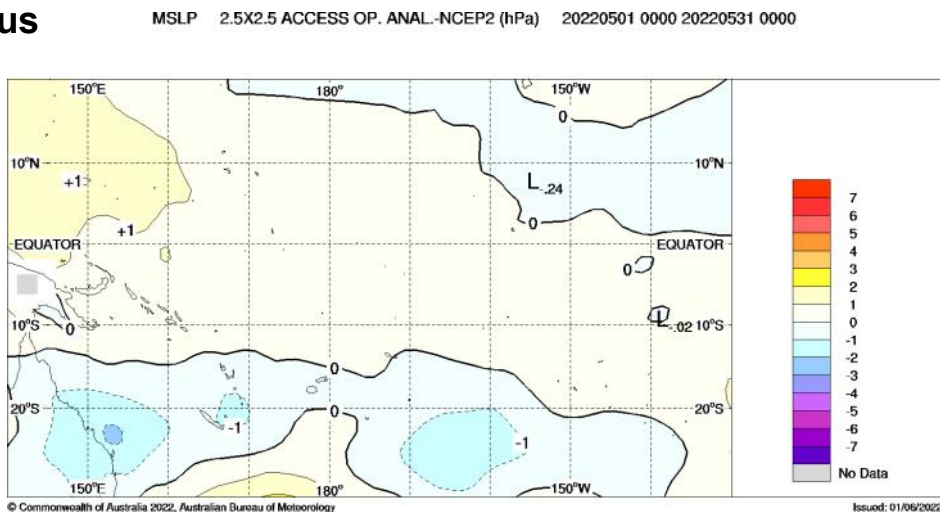 us
MSLP 2.5X2.5 ACCESS OP. ANAL.-NCEP2 (hPa) 20220501 0000 20220531 0000
150°E 180° 150°W
0
10°N 10°N
+1 L-.24
+1 0
EQUATOR EQUATOR
0
10°S 0 L-.02 10°S
0
20°S 0 20°S
-1 -1
150°E 180° 150°W
7
6
5
4
3
2
1
0
-1
-2
-3
-4
-5
-6
-7
No Data
© Commonwealth of Australia 2022, Australian Bureau of Meteorology Issued: 01/06/2022